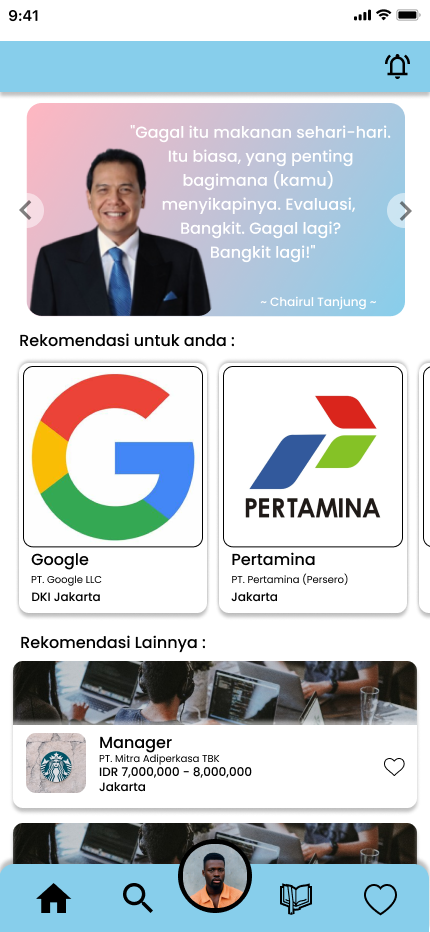 9:41
"Gagal itu makanan sehari-hari.
Itu biasa, yang penting
bagimana (kamu)
menyikapinya. Evaluasi,
Bangkit. Gagal lagi?
Bangkit lagi!"
~ Chairul Tanjung ~
Rekomendasi untuk anda :
PERTAMINA
Google
PT. Google LLC
DKI Jakarta
Pertamina
PT. Pertamina (Persero)
Jakarta
Rekomendasi Lainnya :
Manager
PT. Mitra Adiperkasa TBK
IDR 7,000,000 - 8,000,000
Jakarta